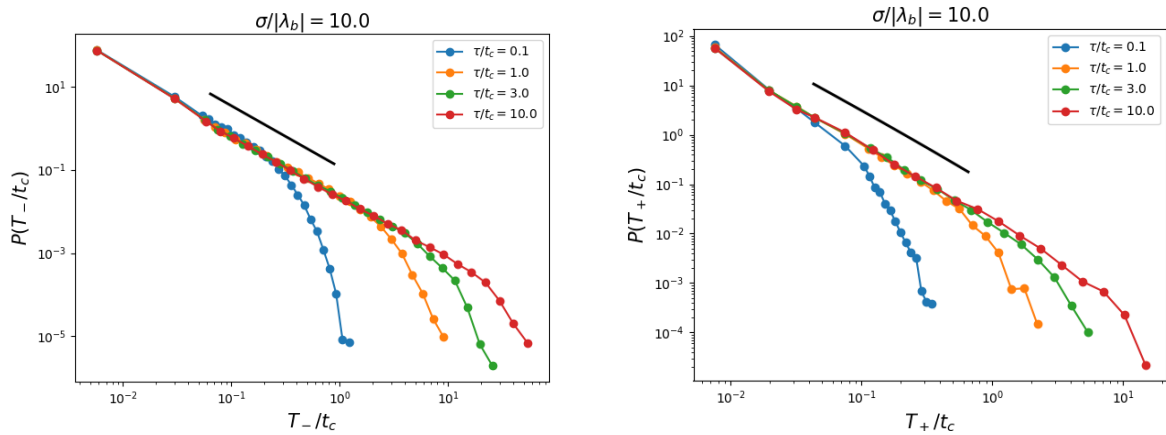 σ/|λ_b| = 10.0
P(T_−/t_c)
10^1
10^−1
10^−3
10^−5
τ/t_c = 0.1
τ/t_c = 1.0
τ/t_c = 3.0
τ/t_c = 10.0
10^−2
10^−1
10^0
10^1
T_−/t_c
σ/|λ_b| = 10.0
P(T_+/t_c)
10^2
10^1
10^0
10^−1
10^−2
10^−3
10^−4
τ/t_c = 0.1
τ/t_c = 1.0
τ/t_c = 3.0
τ/t_c = 10.0
10^−2
10^−1
10^0
10^1
T_+/t_c